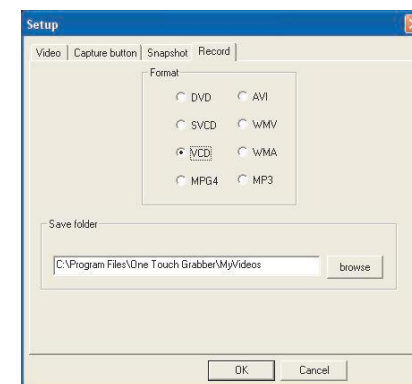 Setup
Video Capture button Snapshot Record
Format
DVD AVI
SVCD WMV
VCD WMA
MPG4 MP3
Save folder
C:\Program Files\One Touch Grabber\MyVideos browse
OK Cancel